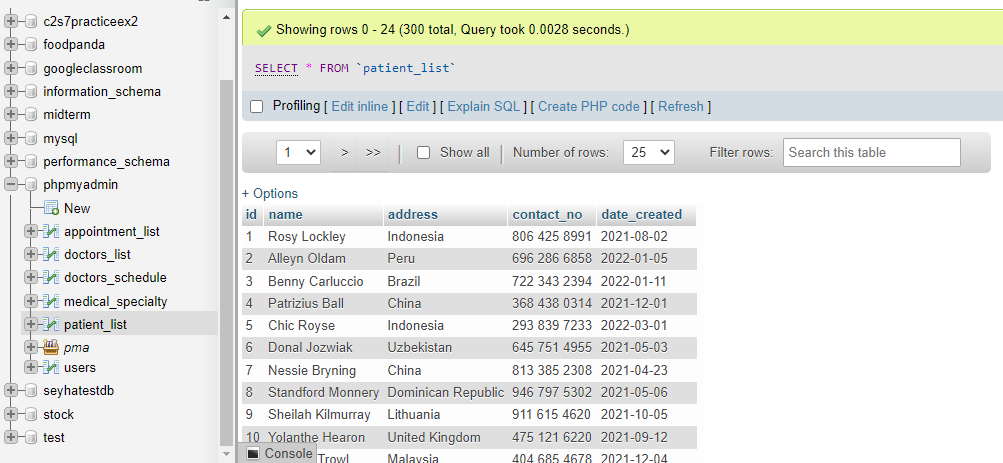 c2s7practiceex2
foodpanda
googleclassroom
information_schema
midterm
mysql
performance_schema
phpmyadmin
New
appointment_list
doctors_list
doctors_schedule
medical_specialty
patient_list
pma
users
seyhatestdb
stock
test
Showing rows 0 - 24 (300 total, Query took 0.0028 seconds.)
SELECT * FROM `patient_list`
Profiling [ Edit inline ] [ Edit ] [ Explain SQL ] [ Create PHP code ] [ Refresh ]
1 > >> | Show all | Number of rows: 25 Filter rows: Search this table
+ Options
id name address contact_no date_created
1 Rosy Lockley Indonesia 806 425 8991 2021-08-02
2 Alleyn Oldam Peru 696 286 6858 2022-01-05
3 Benny Carluccio Brazil 722 343 2394 2022-01-11
4 Patrizius Ball China 368 438 0314 2021-12-01
5 Chic Royse Indonesia 293 839 7233 2022-03-01
6 Donal Jozwiak Uzbekistan 645 751 4955 2021-05-03
7 Nessie Bryning China 813 385 2308 2021-04-23
8 Standford Monnery Dominican Republic 946 797 5302 2021-05-06
9 Sheilah Kilmurray Lithuania 911 615 4620 2021-10-05
10 Yolanthe Hearon United Kingdom 475 121 6220 2021-09-12
Trowl Malaysia 404 685 4678 2021-12-04
Console